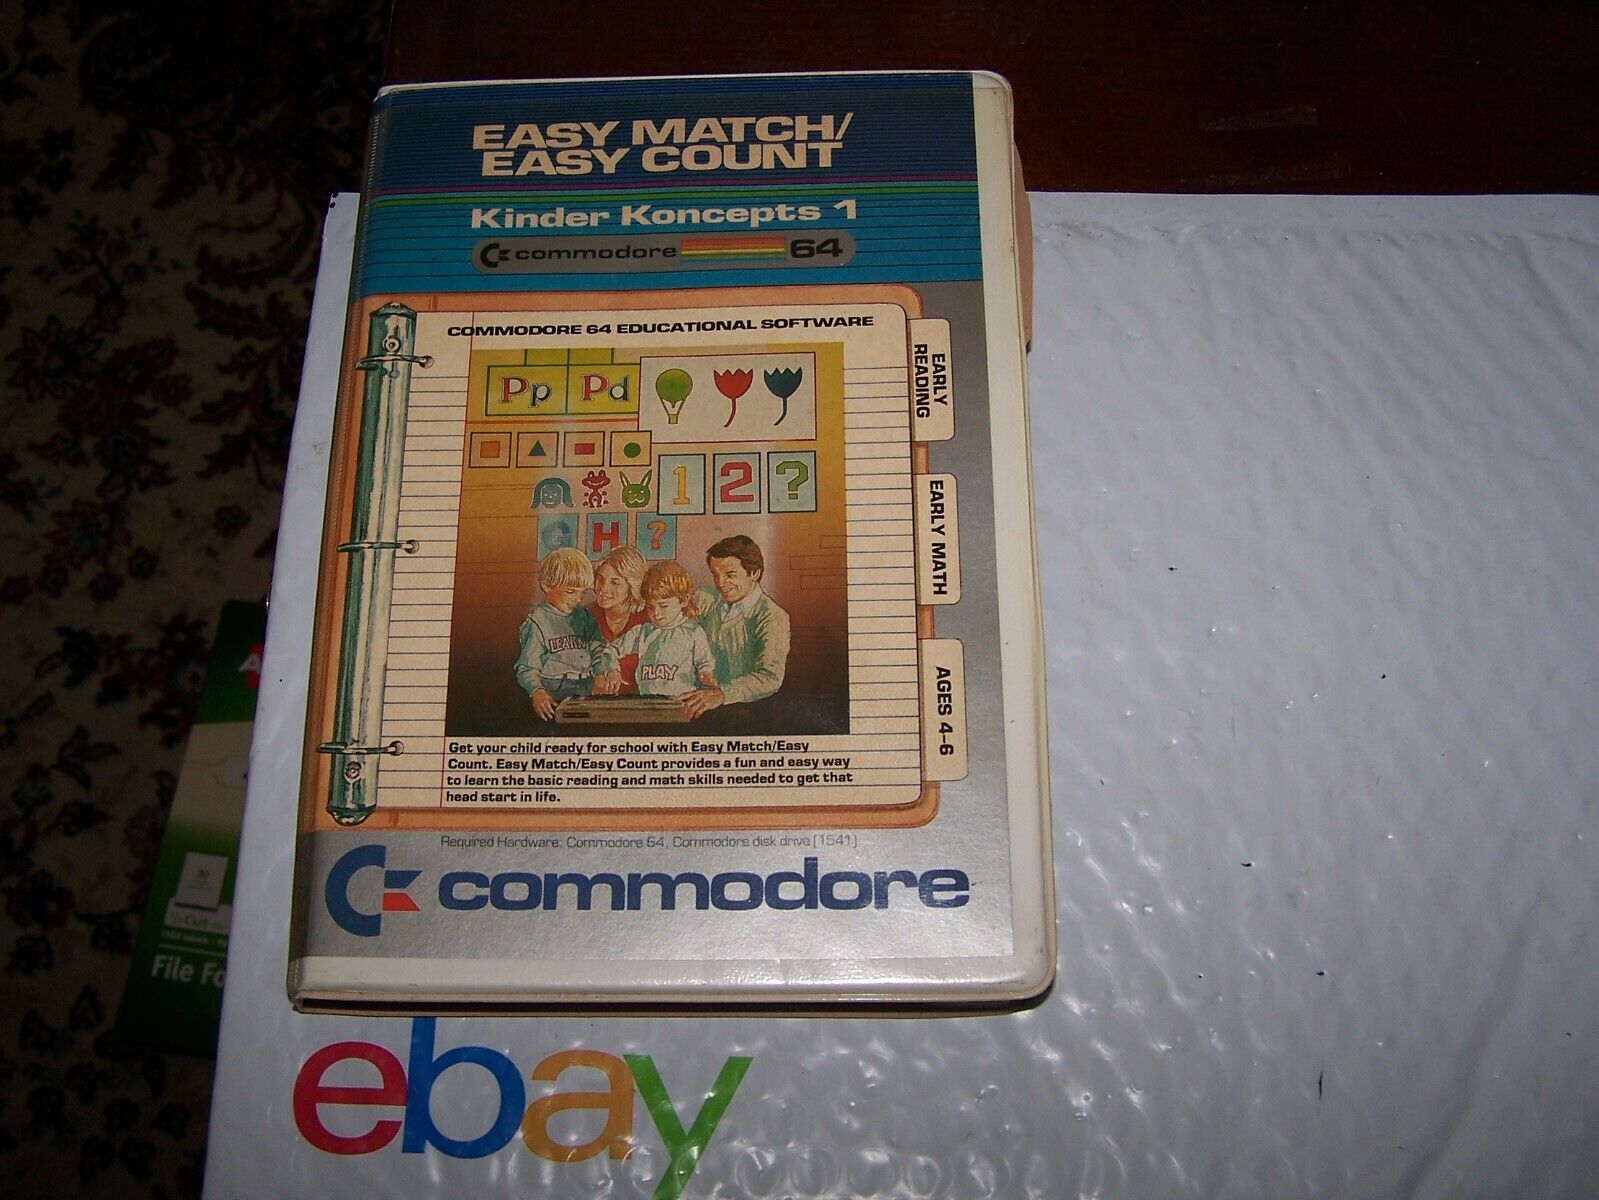 EASY MATCH/
EASY COUNT
Kinder Koncepts 1
commodore 64
COMMODORE 64 EDUCATIONAL SOFTWARE
EARLY
READING
Pp Pd
1 2 ?
G H ?
EARLY MATH
LEARN
PLAY
AGES 4-6
Get your child ready for school with Easy Match/Easy
Count. Easy Match/Easy Count provides a fun and easy way
to learn the basic reading and math skills needed to get that
head start in life.
Required Hardware: Commodore 64, Commodore disk drive [1541]
commodore
File Fo
ebay